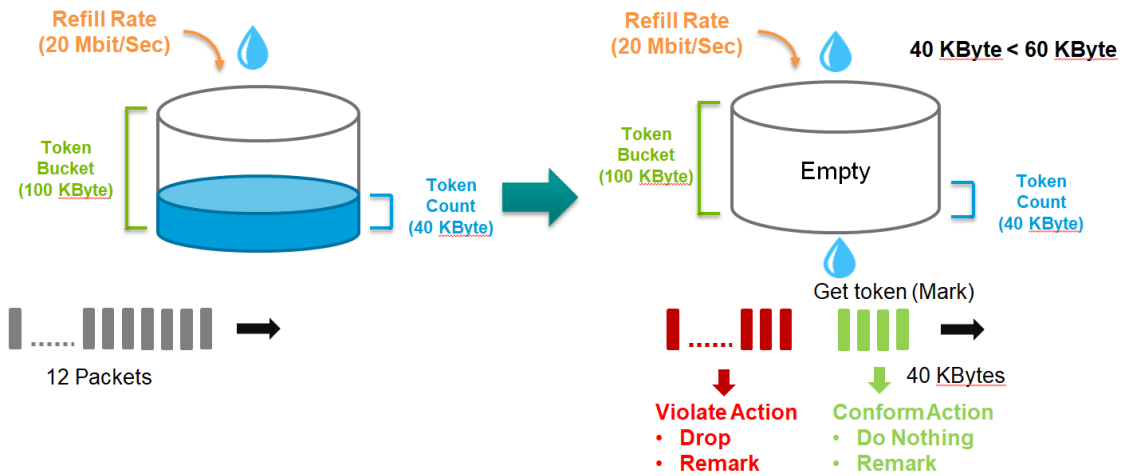 Refill Rate
(20 Mbit/Sec)
Token
Bucket
(100 KByte)
Token
Count
(40 KByte)
12 Packets
Refill Rate
(20 Mbit/Sec)
40 KByte < 60 KByte
Token
Bucket
(100 KByte)
Empty
Token
Count
(40 KByte)
Get token (Mark)
40 KBytes
Violate Action
• Drop
• Remark
Conform Action
• Do Nothing
• Remark